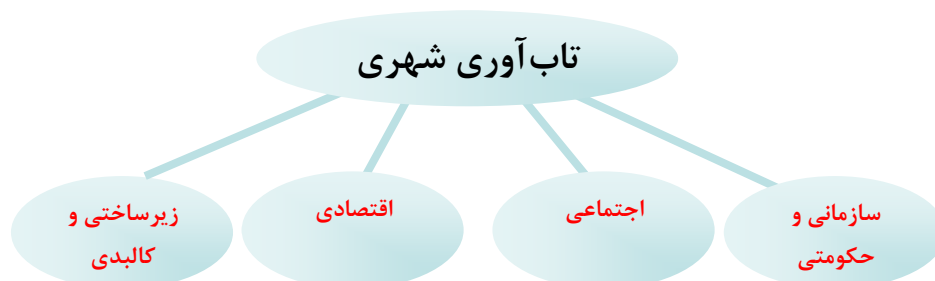 تاب‌آوری شهری
سازمانی و
حکومتی
اجتماعی
اقتصادی
زیرساختی و
کالبدی